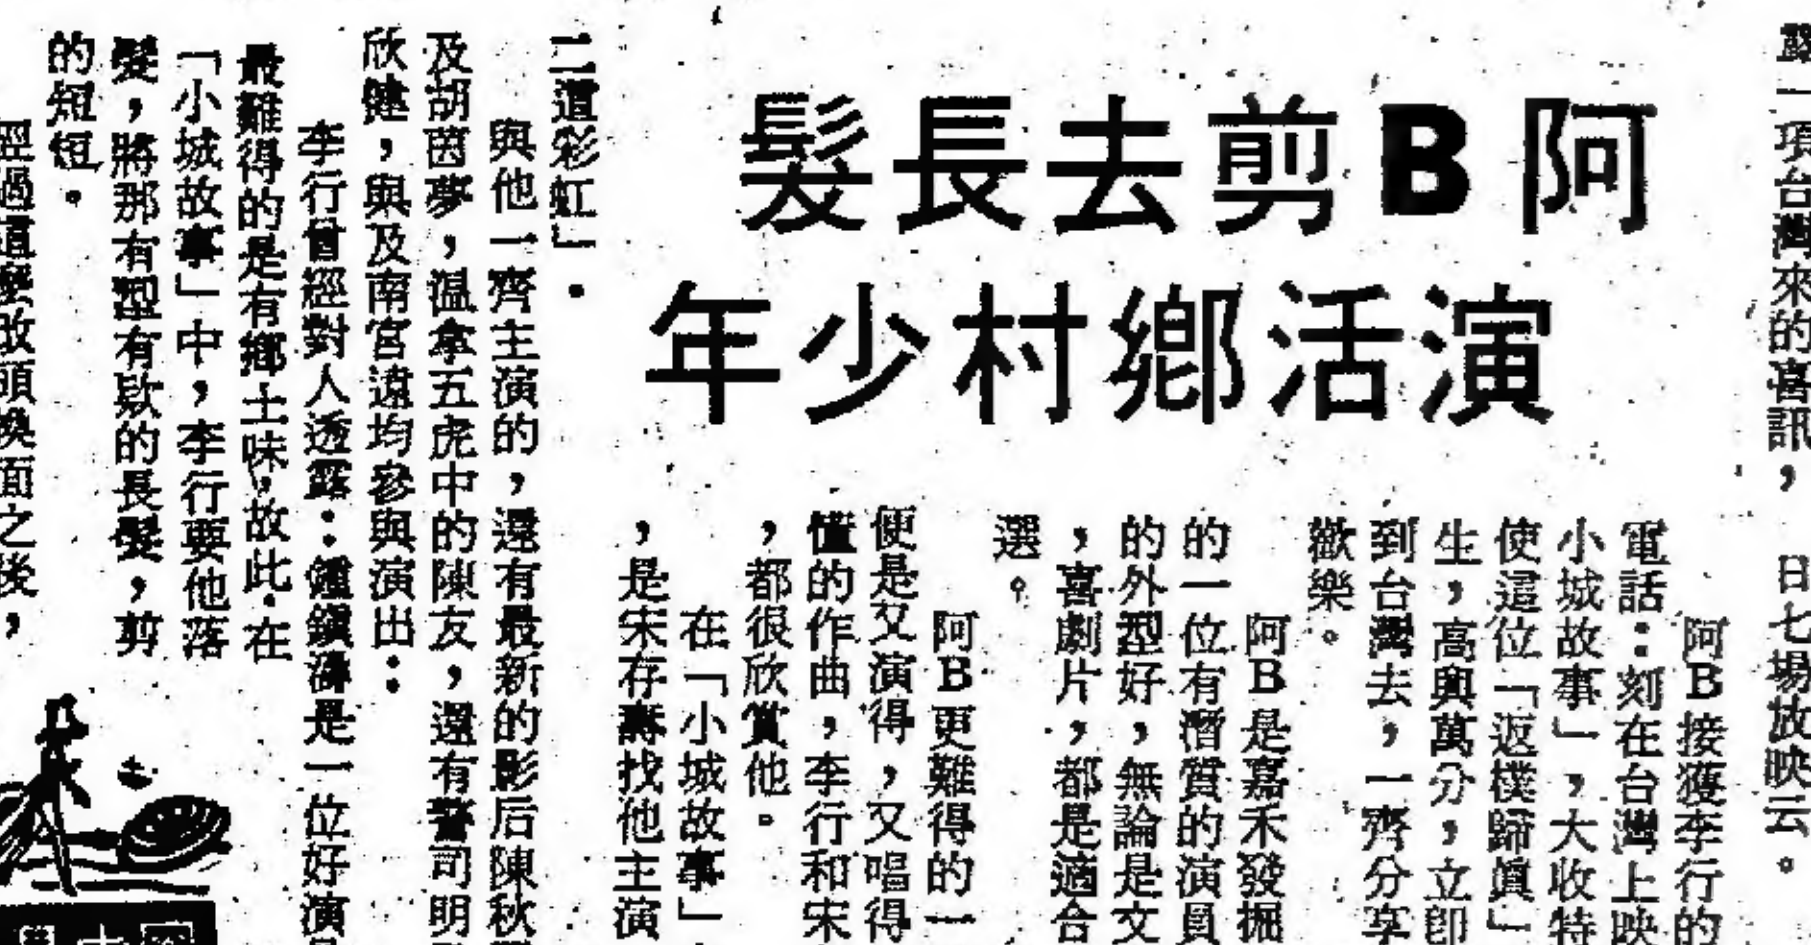 阿B剪去長髮
演活鄉村少年
一項台灣來的喜訊，
日七場放映云。
阿B接獲李行的
電話：刻在台灣上映
小城故事」，大收特
使這位「返樸歸眞」
生，高興萬分，立即
到台灣去，一齊分享
歡樂。
阿B是嘉禾發掘
的一位有潛質的演員
的外型好，無論是文
，喜劇片，都是適合
選。
阿B更難得的一
便是又演得，又唱得
懂的作曲，李行和宋
，都很欣賞他。
在「小城故事」
，是宋存壽找他主演
二道彩虹」．
與他一齊主演的，還有最新的影后陳秋
及胡茵夢，溫拿五虎中的陳友，還有警司明
欣健，與及南宮遠均參與演出：
李行曾經對人透露：鍾鎭濤是一位好演
最難得的是有鄉土味，故此．在
「小城故事」中，李行要他落
髮，將那有型有欵的長髮，剪
的短短。
經過這麼改頭換面之後，